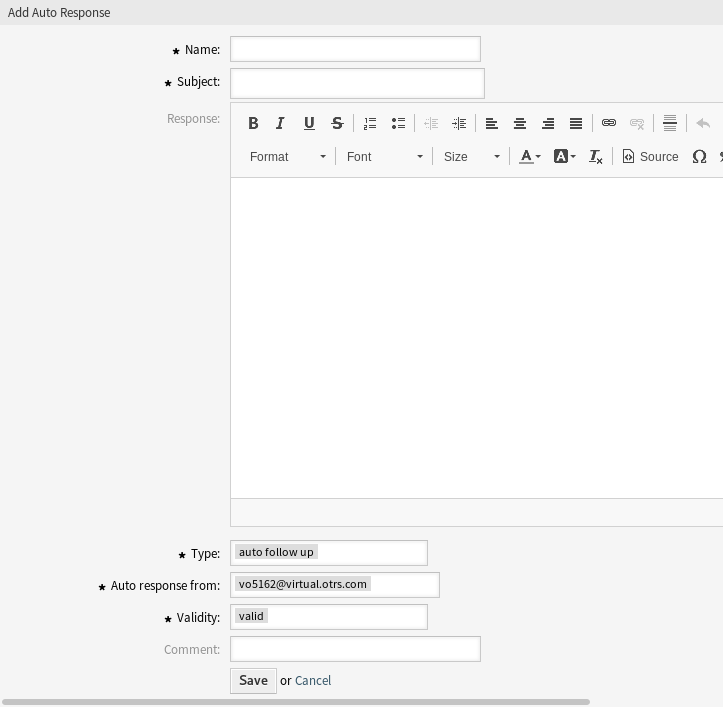 Add Auto Response
★ Name:
★ Subject:
Response:
B I U S
Format Font Size A A Tx Source Ω
★ Type: auto follow up
★ Auto response from: vo5162@virtual.otrs.com
★ Validity: valid
Comment:
Save or Cancel